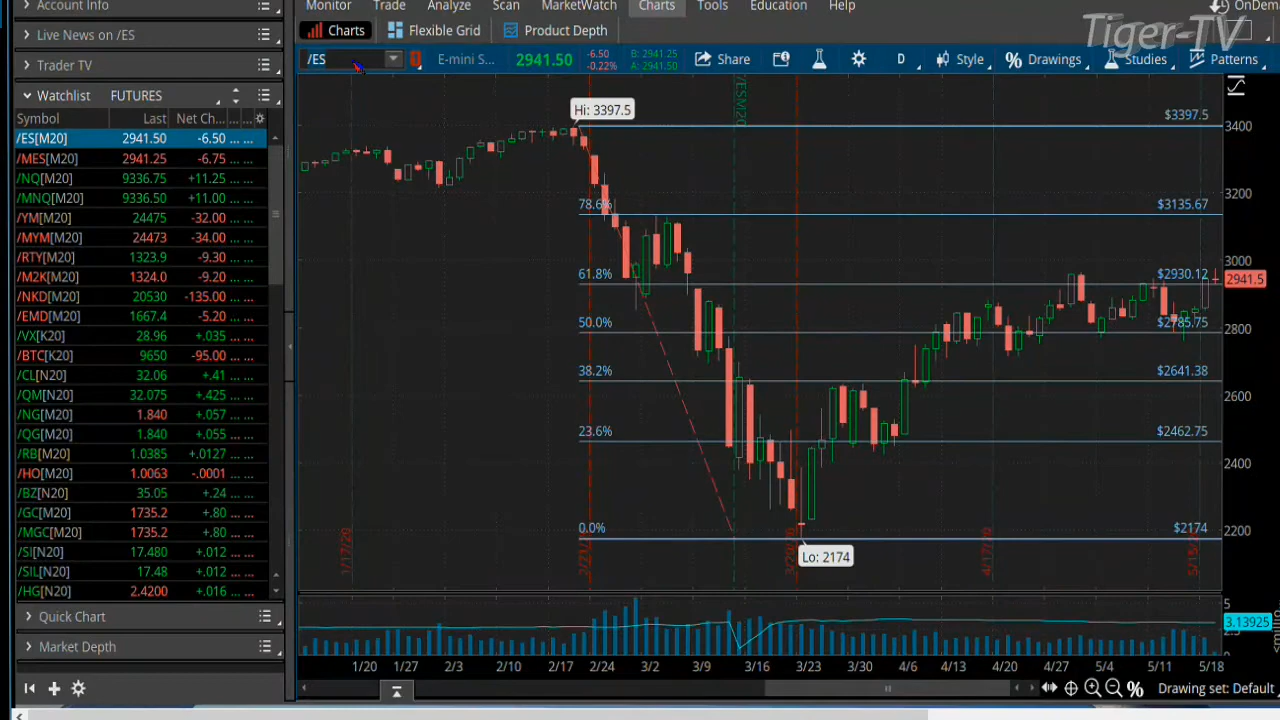 Account Info
Monitor Trade Analyze Scan MarketWatch Charts Tools Education Help
OnDem
Tiger-TV
Live News on /ES
Charts Flexible Grid Product Depth
Trader TV
/ES E-mini S... 2941.50 -6.50 -0.22% B: 2941.25 A: 2941.50 Share D Style Drawings Studies Patterns
Watchlist FUTURES
Symbol Last Net Ch... ... ...
/ES[M20] 2941.50 -6.50 ... ...
/MES[M20] 2941.25 -6.75 ... ...
/NQ[M20] 9336.75 +11.25 ... ...
/MNQ[M20] 9336.50 +11.00 ... ...
/YM[M20] 24475 -32.00 ... ...
/MYM[M20] 24473 -34.00 ... ...
/RTY[M20] 1323.9 -9.30 ... ...
/M2K[M20] 1324.0 -9.20 ... ...
/NKD[M20] 20530 -135.00 ... ...
/EMD[M20] 1667.4 -5.20 ... ...
/VX[K20] 28.96 +.035 ... ...
/BTC[K20] 9650 -95.00 ... ...
/CL[N20] 32.06 +.41 ... ...
/QM[N20] 32.075 +.425 ... ...
/NG[M20] 1.840 +.057 ... ...
/QG[M20] 1.840 +.055 ... ...
/RB[M20] 1.0385 +.0127 ... ...
/HO[M20] 1.0063 -.0001 ... ...
/BZ[N20] 35.05 +.24 ... ...
/GC[M20] 1735.2 +.80 ... ...
/MGC[M20] 1735.2 +.80 ... ...
/SI[N20] 17.480 +.012 ... ...
/SIL[N20] 17.48 +.012 ... ...
/HG[N20] 2.4200 +.016 ... ...
Quick Chart
Market Depth
/ESM20
Hi: 3397.5
$3397.5
3400
3200
78.6% $3135.67
3000
61.8% $2930.12
2941.5
50.0% $2785.75
2800
38.2% $2641.38
2600
23.6% $2462.75
2400
0.0% $2174
2200
Lo: 2174
1/17/20
4/17/20
5
3.13925
1/20 1/27 2/3 2/10 2/17 2/24 3/2 3/9 3/16 3/23 3/30 4/6 4/13 4/20 4/27 5/4 5/11 5/18
Drawing set: Default